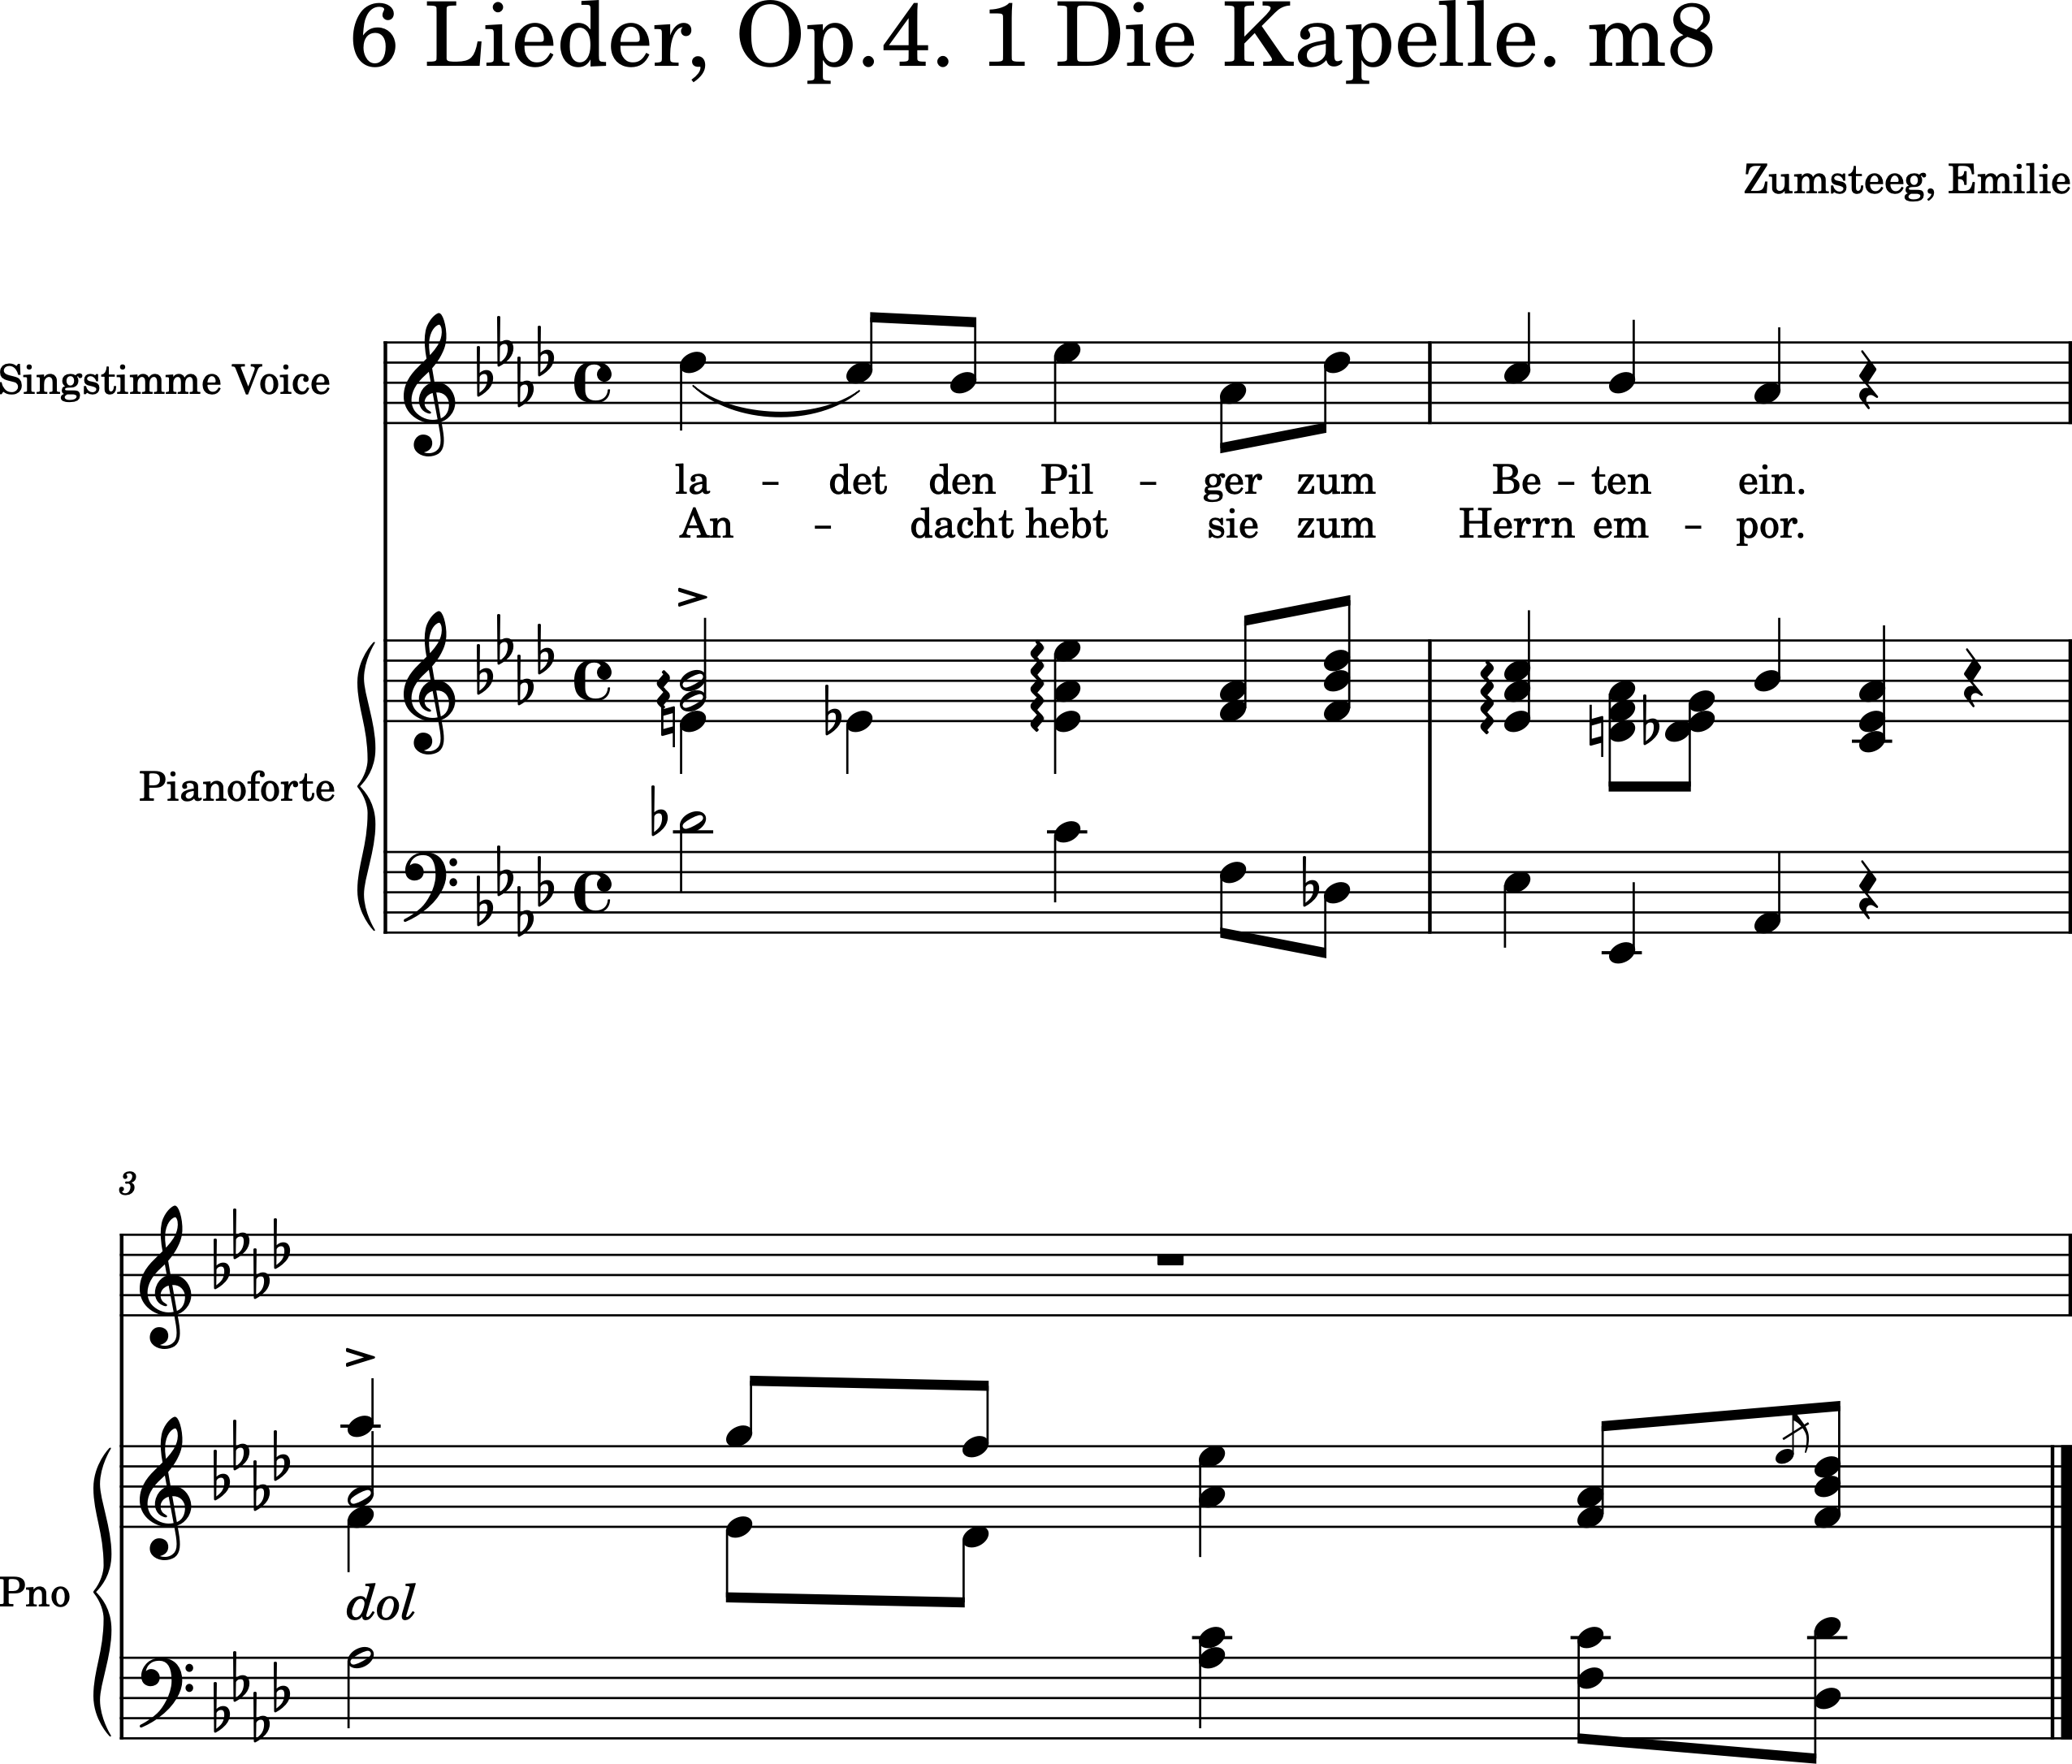 6 Lieder, Op.4. 1 Die Kapelle. m8
Zumsteeg, Emilie
Singstimme Voice
la – det den Pil – ger zum Be – ten ein.
An – dacht hebt sie zum Herrn em – por.
Pianoforte
3
Pno
dol